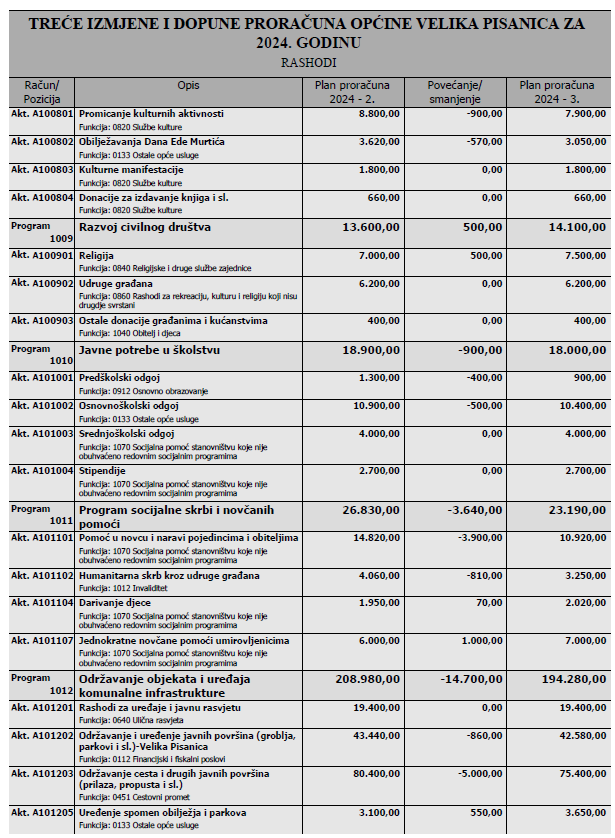 TREĆE IZMJENE I DOPUNE PRORAČUNA OPĆINE VELIKA PISANICA ZA
2024. GODINU
RASHODI
Račun/ Opis Plan proračuna Povećanje/ Plan proračuna
Pozicija 2024 - 2. smanjenje 2024 - 3.
Akt. A100801 Promicanje kulturnih aktivnosti 8.800,00 -900,00 7.900,00
Funkcija: 0820 Službe kulture
Akt. A100802 Obilježavanja Dana Ede Murtića 3.620,00 -570,00 3.050,00
Funkcija: 0133 Ostale opće usluge
Akt. A100803 Kulturne manifestacije 1.800,00 0,00 1.800,00
Funkcija: 0820 Službe kulture
Akt. A100804 Donacije za izdavanje knjiga i sl. 660,00 0,00 660,00
Funkcija: 0820 Službe kulture
Program Razvoj civilnog društva 13.600,00 500,00 14.100,00
1009
Akt. A100901 Religija 7.000,00 500,00 7.500,00
Funkcija: 0840 Religijske i druge službe zajednice
Akt. A100902 Udruge građana 6.200,00 0,00 6.200,00
Funkcija: 0860 Rashodi za rekreaciju, kulturu i religiju koji nisu
drugdje svrstani
Akt. A100903 Ostale donacije građanima i kućanstvima 400,00 0,00 400,00
Funkcija: 1040 Obitelj i djeca
Program Javne potrebe u školstvu 18.900,00 -900,00 18.000,00
1010
Akt. A101001 Predškolski odgoj 1.300,00 -400,00 900,00
Funkcija: 0912 Osnovno obrazovanje
Akt. A101002 Osnovnoškolski odgoj 10.900,00 -500,00 10.400,00
Funkcija: 0133 Ostale opće usluge
Akt. A101003 Srednjoškolski odgoj 4.000,00 0,00 4.000,00
Funkcija: 1070 Socijalna pomoć stanovništvu koje nije
obuhvaćeno redovnim socijalnim programima
Akt. A101004 Stipendije 2.700,00 0,00 2.700,00
Funkcija: 1070 Socijalna pomoć stanovništvu koje nije
obuhvaćeno redovnim socijalnim programima
Program Program socijalne skrbi i novčanih 26.830,00 -3.640,00 23.190,00
1011 pomoći
Akt. A101101 Pomoć u novcu i naravi pojedincima i obiteljima 14.820,00 -3.900,00 10.920,00
Funkcija: 1070 Socijalna pomoć stanovništvu koje nije
obuhvaćeno redovnim socijalnim programima
Akt. A101102 Humanitarna skrb kroz udruge građana 4.060,00 -810,00 3.250,00
Funkcija: 1012 Invaliditet
Akt. A101104 Darivanje djece 1.950,00 70,00 2.020,00
Funkcija: 1070 Socijalna pomoć stanovništvu koje nije
obuhvaćeno redovnim socijalnim programima
Akt. A101107 Jednokratne novčane pomoći umirovljenicima 6.000,00 1.000,00 7.000,00
Funkcija: 1070 Socijalna pomoć stanovništvu koje nije
obuhvaćeno redovnim socijalnim programima
Program Održavanje objekata i uređaja 208.980,00 -14.700,00 194.280,00
1012 komunalne infrastrukture
Akt. A101201 Rashodi za uređaje i javnu rasvjetu 19.400,00 0,00 19.400,00
Funkcija: 0640 Ulična rasvjeta
Akt. A101202 Održavanje i uređenje javnih površina (groblja, 43.440,00 -860,00 42.580,00
parkovi i sl.)-Velika Pisanica
Funkcija: 0112 Financijski i fiskalni poslovi
Akt. A101203 Održavanje cesta i drugih javnih površina 80.400,00 -5.000,00 75.400,00
(prilaza, propusta i sl.)
Funkcija: 0451 Cestovni promet
Akt. A101205 Uređenje spomen obilježja i parkova 3.100,00 550,00 3.650,00
Funkcija: 0133 Ostale opće usluge